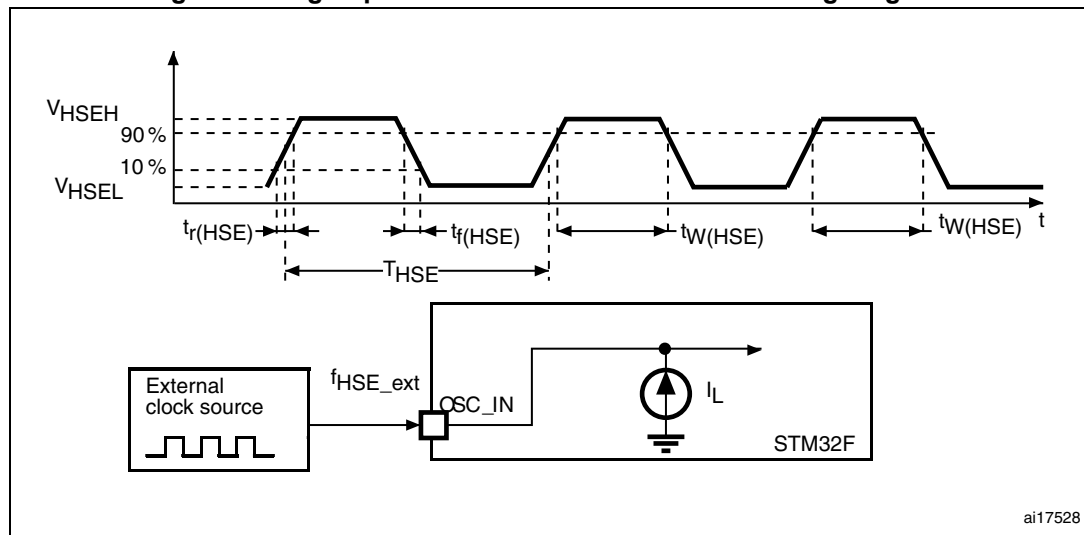 VHSEH
90 %
10 %
VHSEL
tr(HSE)
tf(HSE)
tW(HSE)
tW(HSE)
t
THSE
External
clock source
fHSE_ext
OSC_IN
IL
STM32F
ai17528